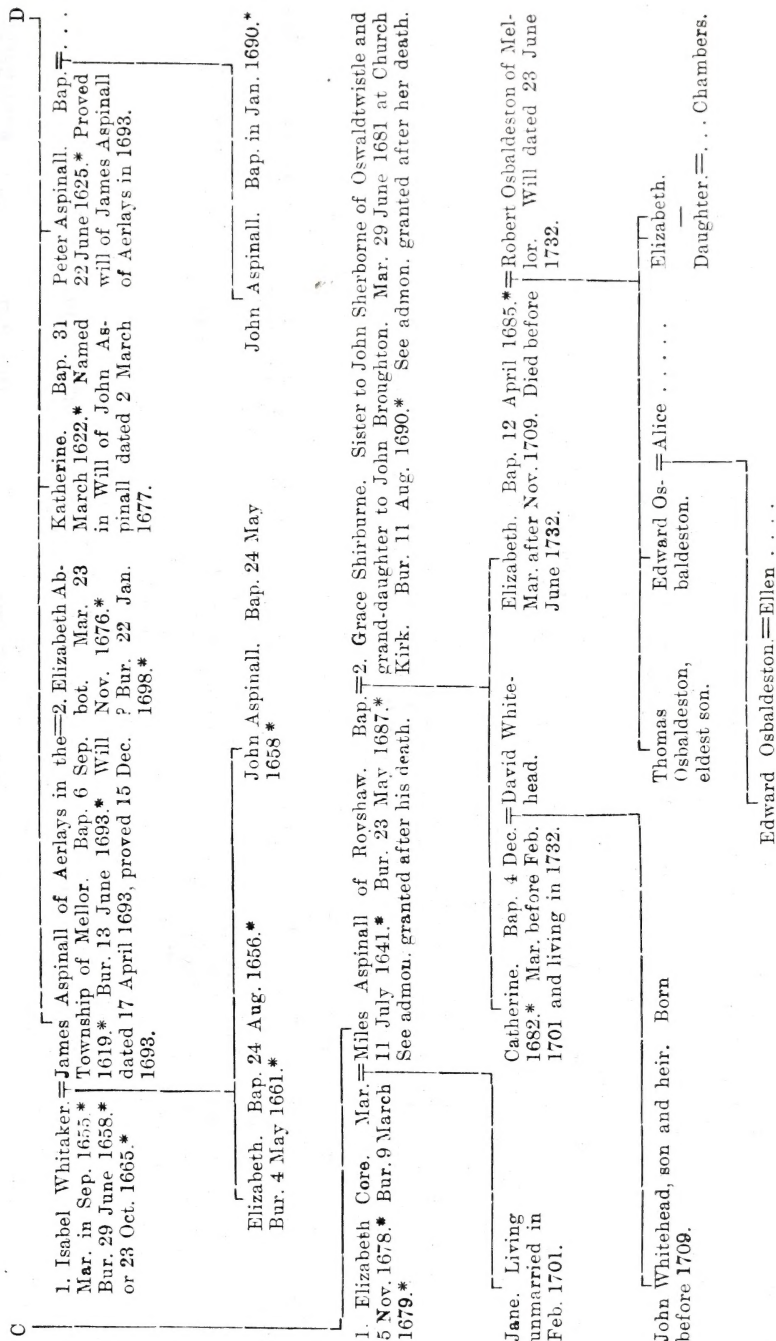 C
D
1. Isabel Whitaker.=James Aspinall of Aerlays in the=2. Elizabeth Ab-
Mar. in Sep. 1655.*
Bur. 29 June 1658.*
or 23 Oct. 1665.*
Township of Mellor. Bap. 6 Sep.
1619.* Bur. 13 June 1693.* Will
dated 17 April 1693, proved 15 Dec.
1693.
bot. Mar. 23
Nov. 1676.*
? Bur. 22 Jan.
1698.*
Katherine. Bap. 31
March 1622.* Named
in Will of John As-
pinall dated 2 March
1677.
Peter Aspinall. Bap.=. . .
22 June 1625.* Proved
will of James Aspinall
of Aerlays in 1693.
Elizabeth. Bap. 24 Aug. 1656.*
Bur. 4 May 1661.*
John Aspinall. Bap. 24 May
1658 *
John Aspinall. Bap. in Jan. 1690.*
1. Elizabeth Core. Mar.=Miles Aspinall of Royshaw. Bap.=2. Grace Shirburne. Sister to John Sherborne of Oswaldtwistle and
5 Nov. 1678.* Bur. 9 March
1679.*
11 July 1641.* Bur. 23 May 1687.*
See admon. granted after his death.
grand-daughter to John Broughton. Mar. 29 June 1681 at Church
Kirk. Bur. 11 Aug. 1690.* See admon. granted after her death.
Jane. Living
unmarried in
Feb. 1701.
Catherine. Bap. 4 Dec.=David White-
1682.* Mar. before Feb.
1701 and living in 1732.
head.
Elizabeth. Bap. 12 April 1685.*=Robert Osbaldeston of Mel-
Mar. after Nov. 1709. Died before
June 1732.
lor. Will dated 23 June
1732.
John Whitehead, son and heir. Born
before 1709.
Thomas
Osbaldeston,
eldest son.
Edward Os-=Alice . . . . .
baldeston.
Elizabeth.
—
Daughter.=. . . Chambers.
Edward Osbaldeston.=Ellen . . . .